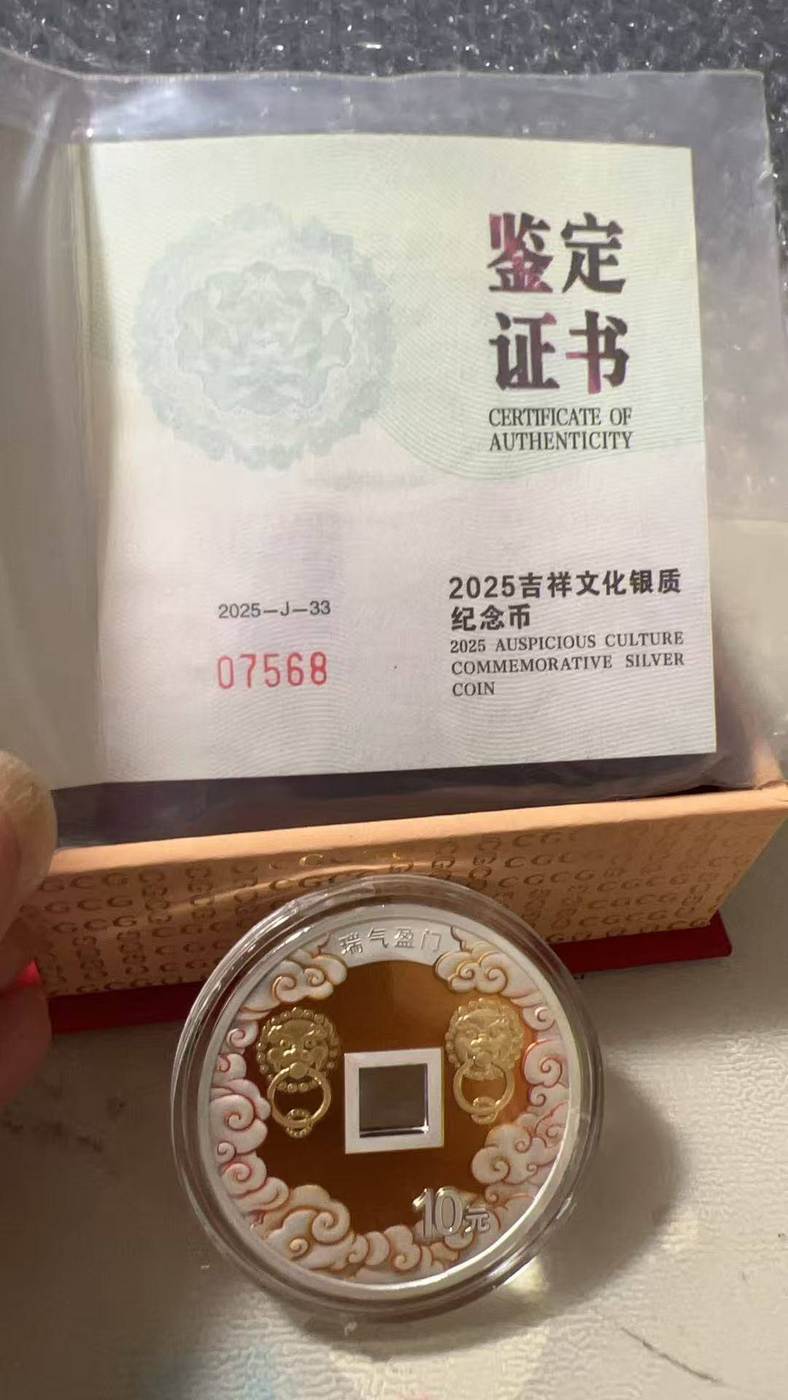 鉴定
证书
CERTIFICATE OF
AUTHENTICITY
2025-J-33
07568
2025吉祥文化银质
纪念币
2025 AUSPICIOUS CULTURE
COMMEMORATIVE SILVER
COIN
瑞气盈门
10元